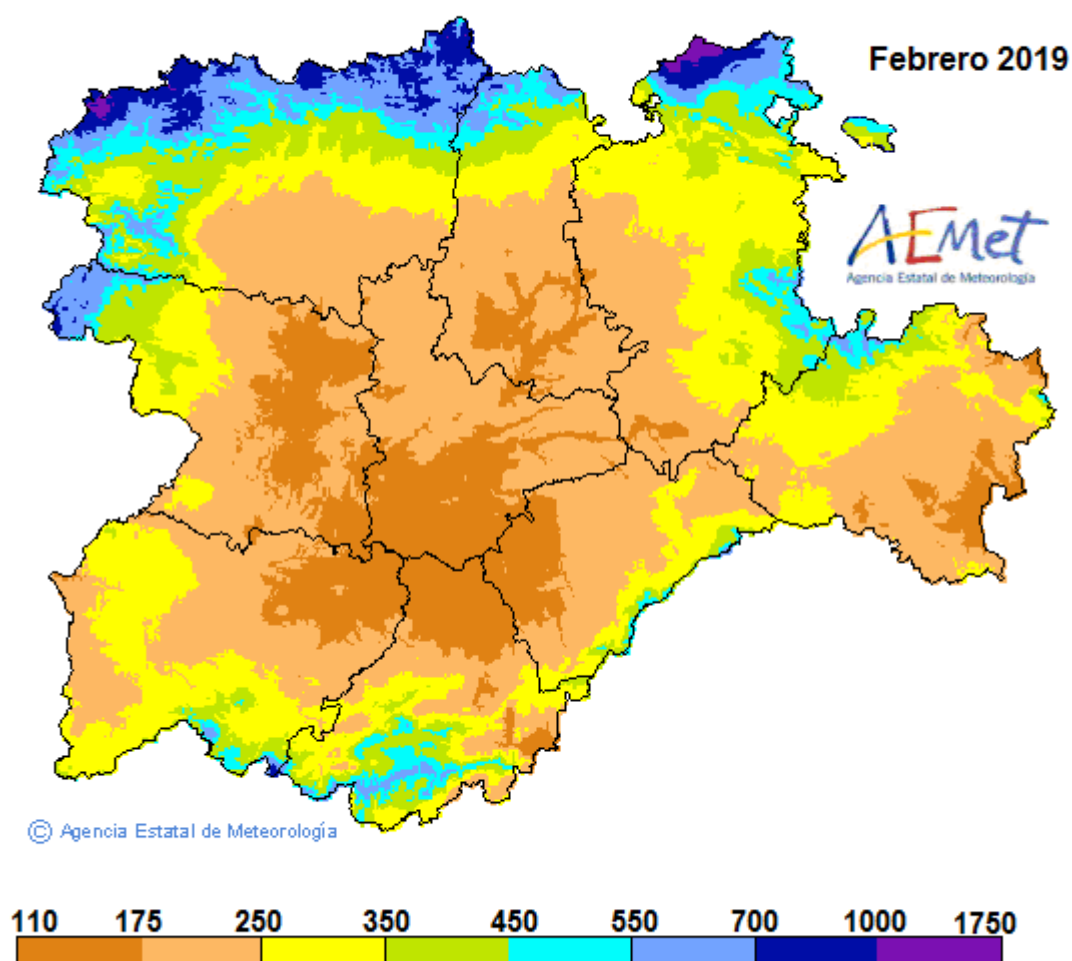 Febrero 2019
AEMet
Agencia Estatal de Meteorología
© Agencia Estatal de Meteorología
110 175 250 350 450 550 700 1000 1750